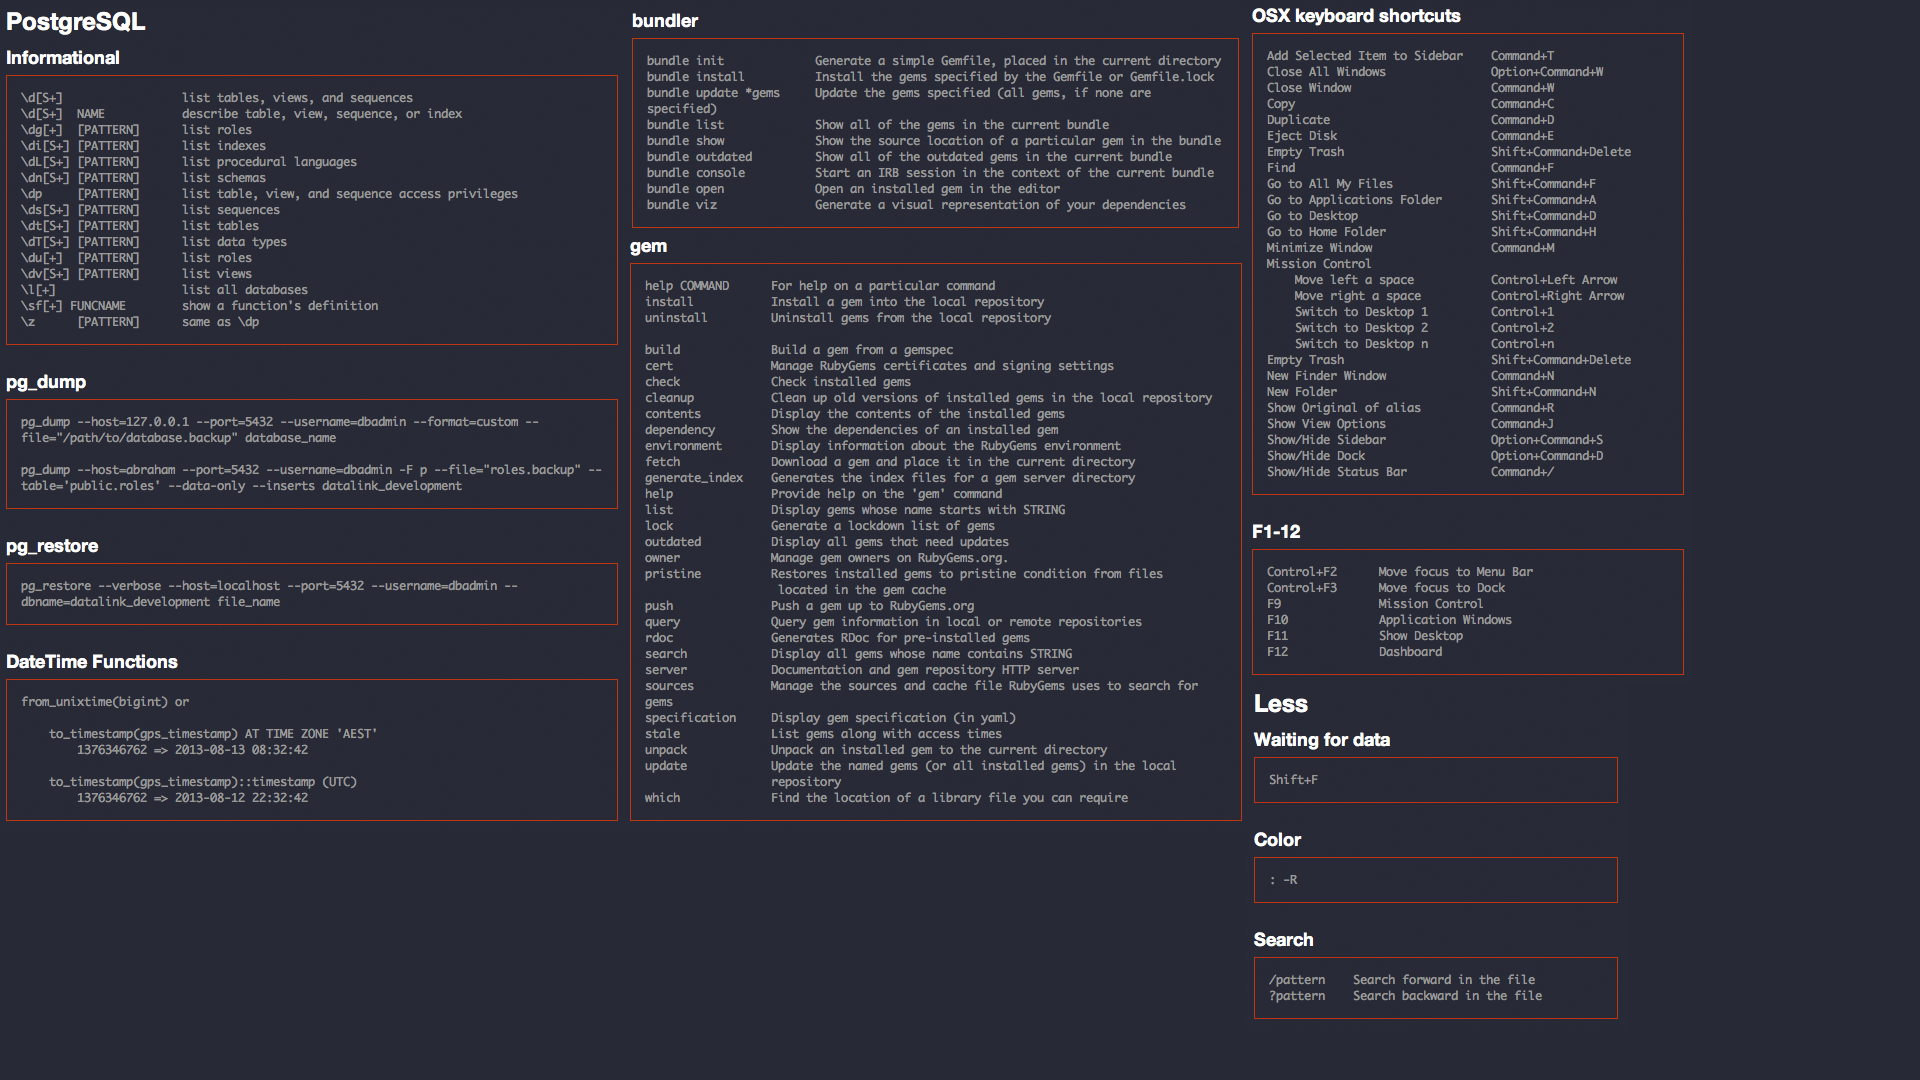 PostgreSQL
Informational
\d[S+]                 list tables, views, and sequences
\d[S+]  NAME           describe table, view, sequence, or index
\dg[+]  [PATTERN]      list roles
\di[S+] [PATTERN]      list indexes
\dL[S+] [PATTERN]      list procedural languages
\dn[S+] [PATTERN]      list schemas
\dp     [PATTERN]      list table, view, and sequence access privileges
\ds[S+] [PATTERN]      list sequences
\dt[S+] [PATTERN]      list tables
\dT[S+] [PATTERN]      list data types
\du[+]  [PATTERN]      list roles
\dv[S+] [PATTERN]      list views
\l[+]                  list all databases
\sf[+] FUNCNAME        show a function's definition
\z      [PATTERN]      same as \dp
pg_dump
pg_dump --host=127.0.0.1 --port=5432 --username=dbadmin --format=custom --
file="/path/to/database.backup" database_name
pg_dump --host=abraham --port=5432 --username=dbadmin -F p --file="roles.backup" --
table='public.roles' --data-only --inserts datalink_development
pg_restore
pg_restore --verbose --host=localhost --port=5432 --username=dbadmin --
dbname=datalink_development file_name
DateTime Functions
from_unixtime(bigint) or
to_timestamp(gps_timestamp) AT TIME ZONE 'AEST'
1376346762 => 2013-08-13 08:32:42
to_timestamp(gps_timestamp)::timestamp (UTC)
1376346762 => 2013-08-12 22:32:42
bundler
bundle init             Generate a simple Gemfile, placed in the current directory
bundle install          Install the gems specified by the Gemfile or Gemfile.lock
bundle update *gems     Update the gems specified (all gems, if none are
specified)
bundle list             Show all of the gems in the current bundle
bundle show             Show the source location of a particular gem in the bundle
bundle outdated         Show all of the outdated gems in the current bundle
bundle console          Start an IRB session in the context of the current bundle
bundle open             Open an installed gem in the editor
bundle viz              Generate a visual representation of your dependencies
gem
help COMMAND      For help on a particular command
install           Install a gem into the local repository
uninstall         Uninstall gems from the local repository
build             Build a gem from a gemspec
cert              Manage RubyGems certificates and signing settings
check             Check installed gems
cleanup           Clean up old versions of installed gems in the local repository
contents          Display the contents of the installed gems
dependency        Show the dependencies of an installed gem
environment       Display information about the RubyGems environment
fetch             Download a gem and place it in the current directory
generate_index    Generates the index files for a gem server directory
help              Provide help on the 'gem' command
list              Display gems whose name starts with STRING
lock              Generate a lockdown list of gems
outdated          Display all gems that need updates
owner             Manage gem owners on RubyGems.org.
pristine          Restores installed gems to pristine condition from files
located in the gem cache
push              Push a gem up to RubyGems.org
query             Query gem information in local or remote repositories
rdoc              Generates RDoc for pre-installed gems
search            Display all gems whose name contains STRING
server            Documentation and gem repository HTTP server
sources           Manage the sources and cache file RubyGems uses to search for
gems
specification     Display gem specification (in yaml)
stale             List gems along with access times
unpack            Unpack an installed gem to the current directory
update            Update the named gems (or all installed gems) in the local
repository
which             Find the location of a library file you can require
OSX keyboard shortcuts
Add Selected Item to Sidebar    Command+T
Close All Windows               Option+Command+W
Close Window                    Command+W
Copy                            Command+C
Duplicate                       Command+D
Eject Disk                      Command+E
Empty Trash                     Shift+Command+Delete
Find                            Command+F
Go to All My Files              Shift+Command+F
Go to Applications Folder       Shift+Command+A
Go to Desktop                   Shift+Command+D
Go to Home Folder               Shift+Command+H
Minimize Window                 Command+M
Mission Control
Move left a space           Control+Left Arrow
Move right a space          Control+Right Arrow
Switch to Desktop 1         Control+1
Switch to Desktop 2         Control+2
Switch to Desktop n         Control+n
Empty Trash                     Shift+Command+Delete
New Finder Window               Command+N
New Folder                      Shift+Command+N
Show Original of alias          Command+R
Show View Options               Command+J
Show/Hide Sidebar               Option+Command+S
Show/Hide Dock                  Option+Command+D
Show/Hide Status Bar            Command+/
F1-12
Control+F2      Move focus to Menu Bar
Control+F3      Move focus to Dock
F9              Mission Control
F10             Application Windows
F11             Show Desktop
F12             Dashboard
Less
Waiting for data
Shift+F
Color
: -R
Search
/pattern    Search forward in the file
?pattern    Search backward in the file